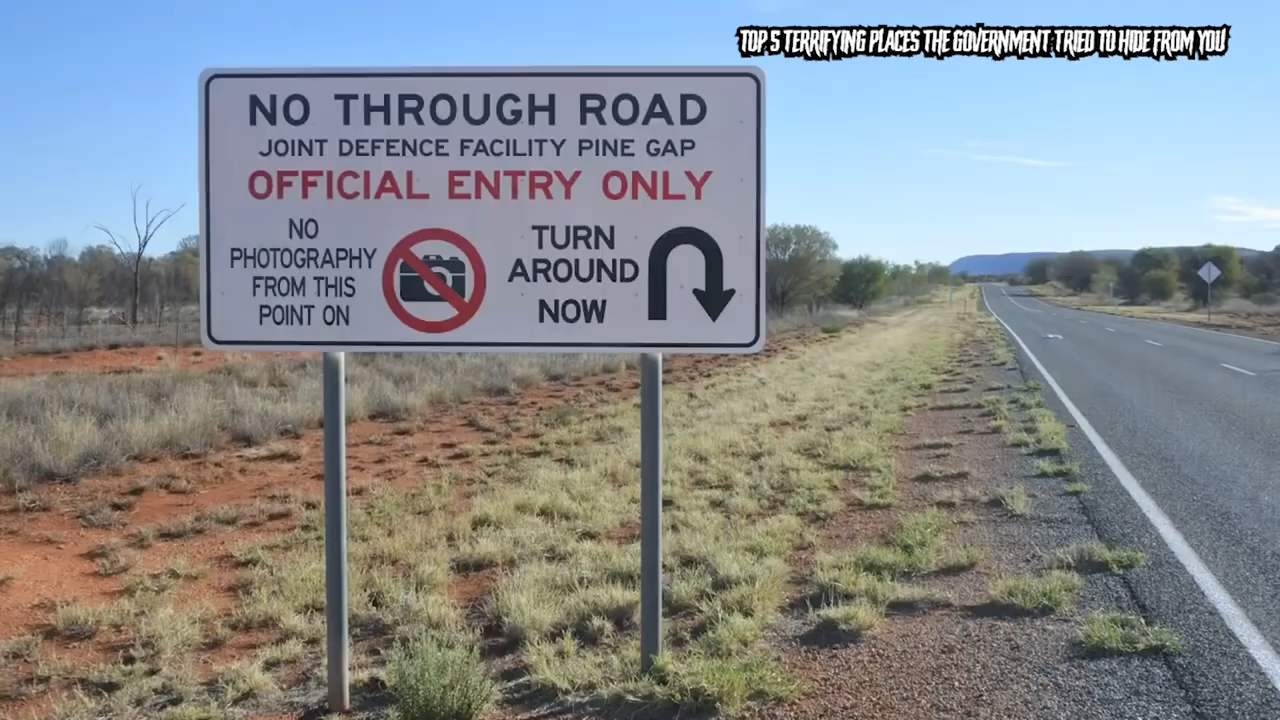 TOP 5 TERRIFYING PLACES THE GOVERNMENT TRIED TO HIDE FROM YOU
NO THROUGH ROAD
JOINT DEFENCE FACILITY PINE GAP
OFFICIAL ENTRY ONLY
NO
PHOTOGRAPHY
FROM THIS
POINT ON
TURN
AROUND
NOW